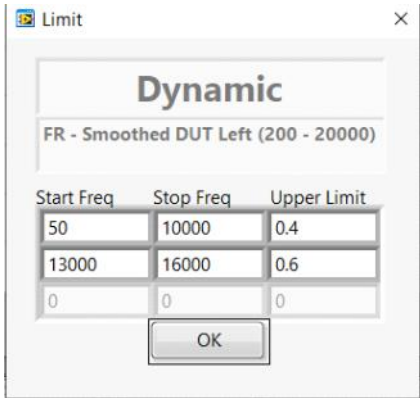 Limit
Dynamic
FR - Smoothed DUT Left (200 - 20000)
Start Freq Stop Freq Upper Limit
50 10000 0.4
13000 16000 0.6
0 0 0
OK